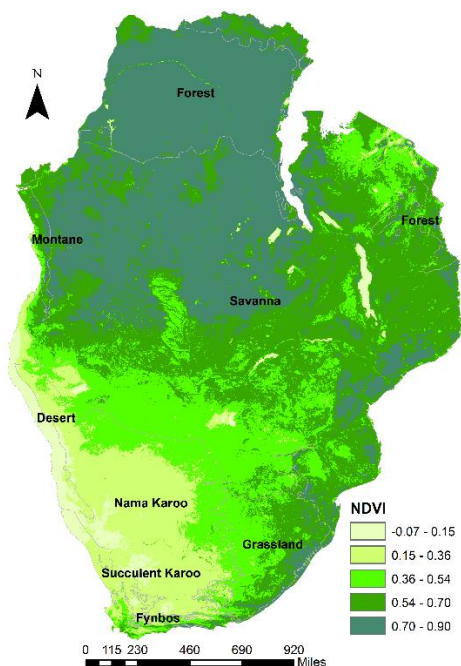 N
Forest
Forest
Montane
Savanna
Desert
Nama Karoo
Grassland
Succulent Karoo
Fynbos
NDVI
-0.07 - 0.15
0.15 - 0.36
0.36 - 0.54
0.54 - 0.70
0.70 - 0.90
0 115 230 460 690 920
Miles